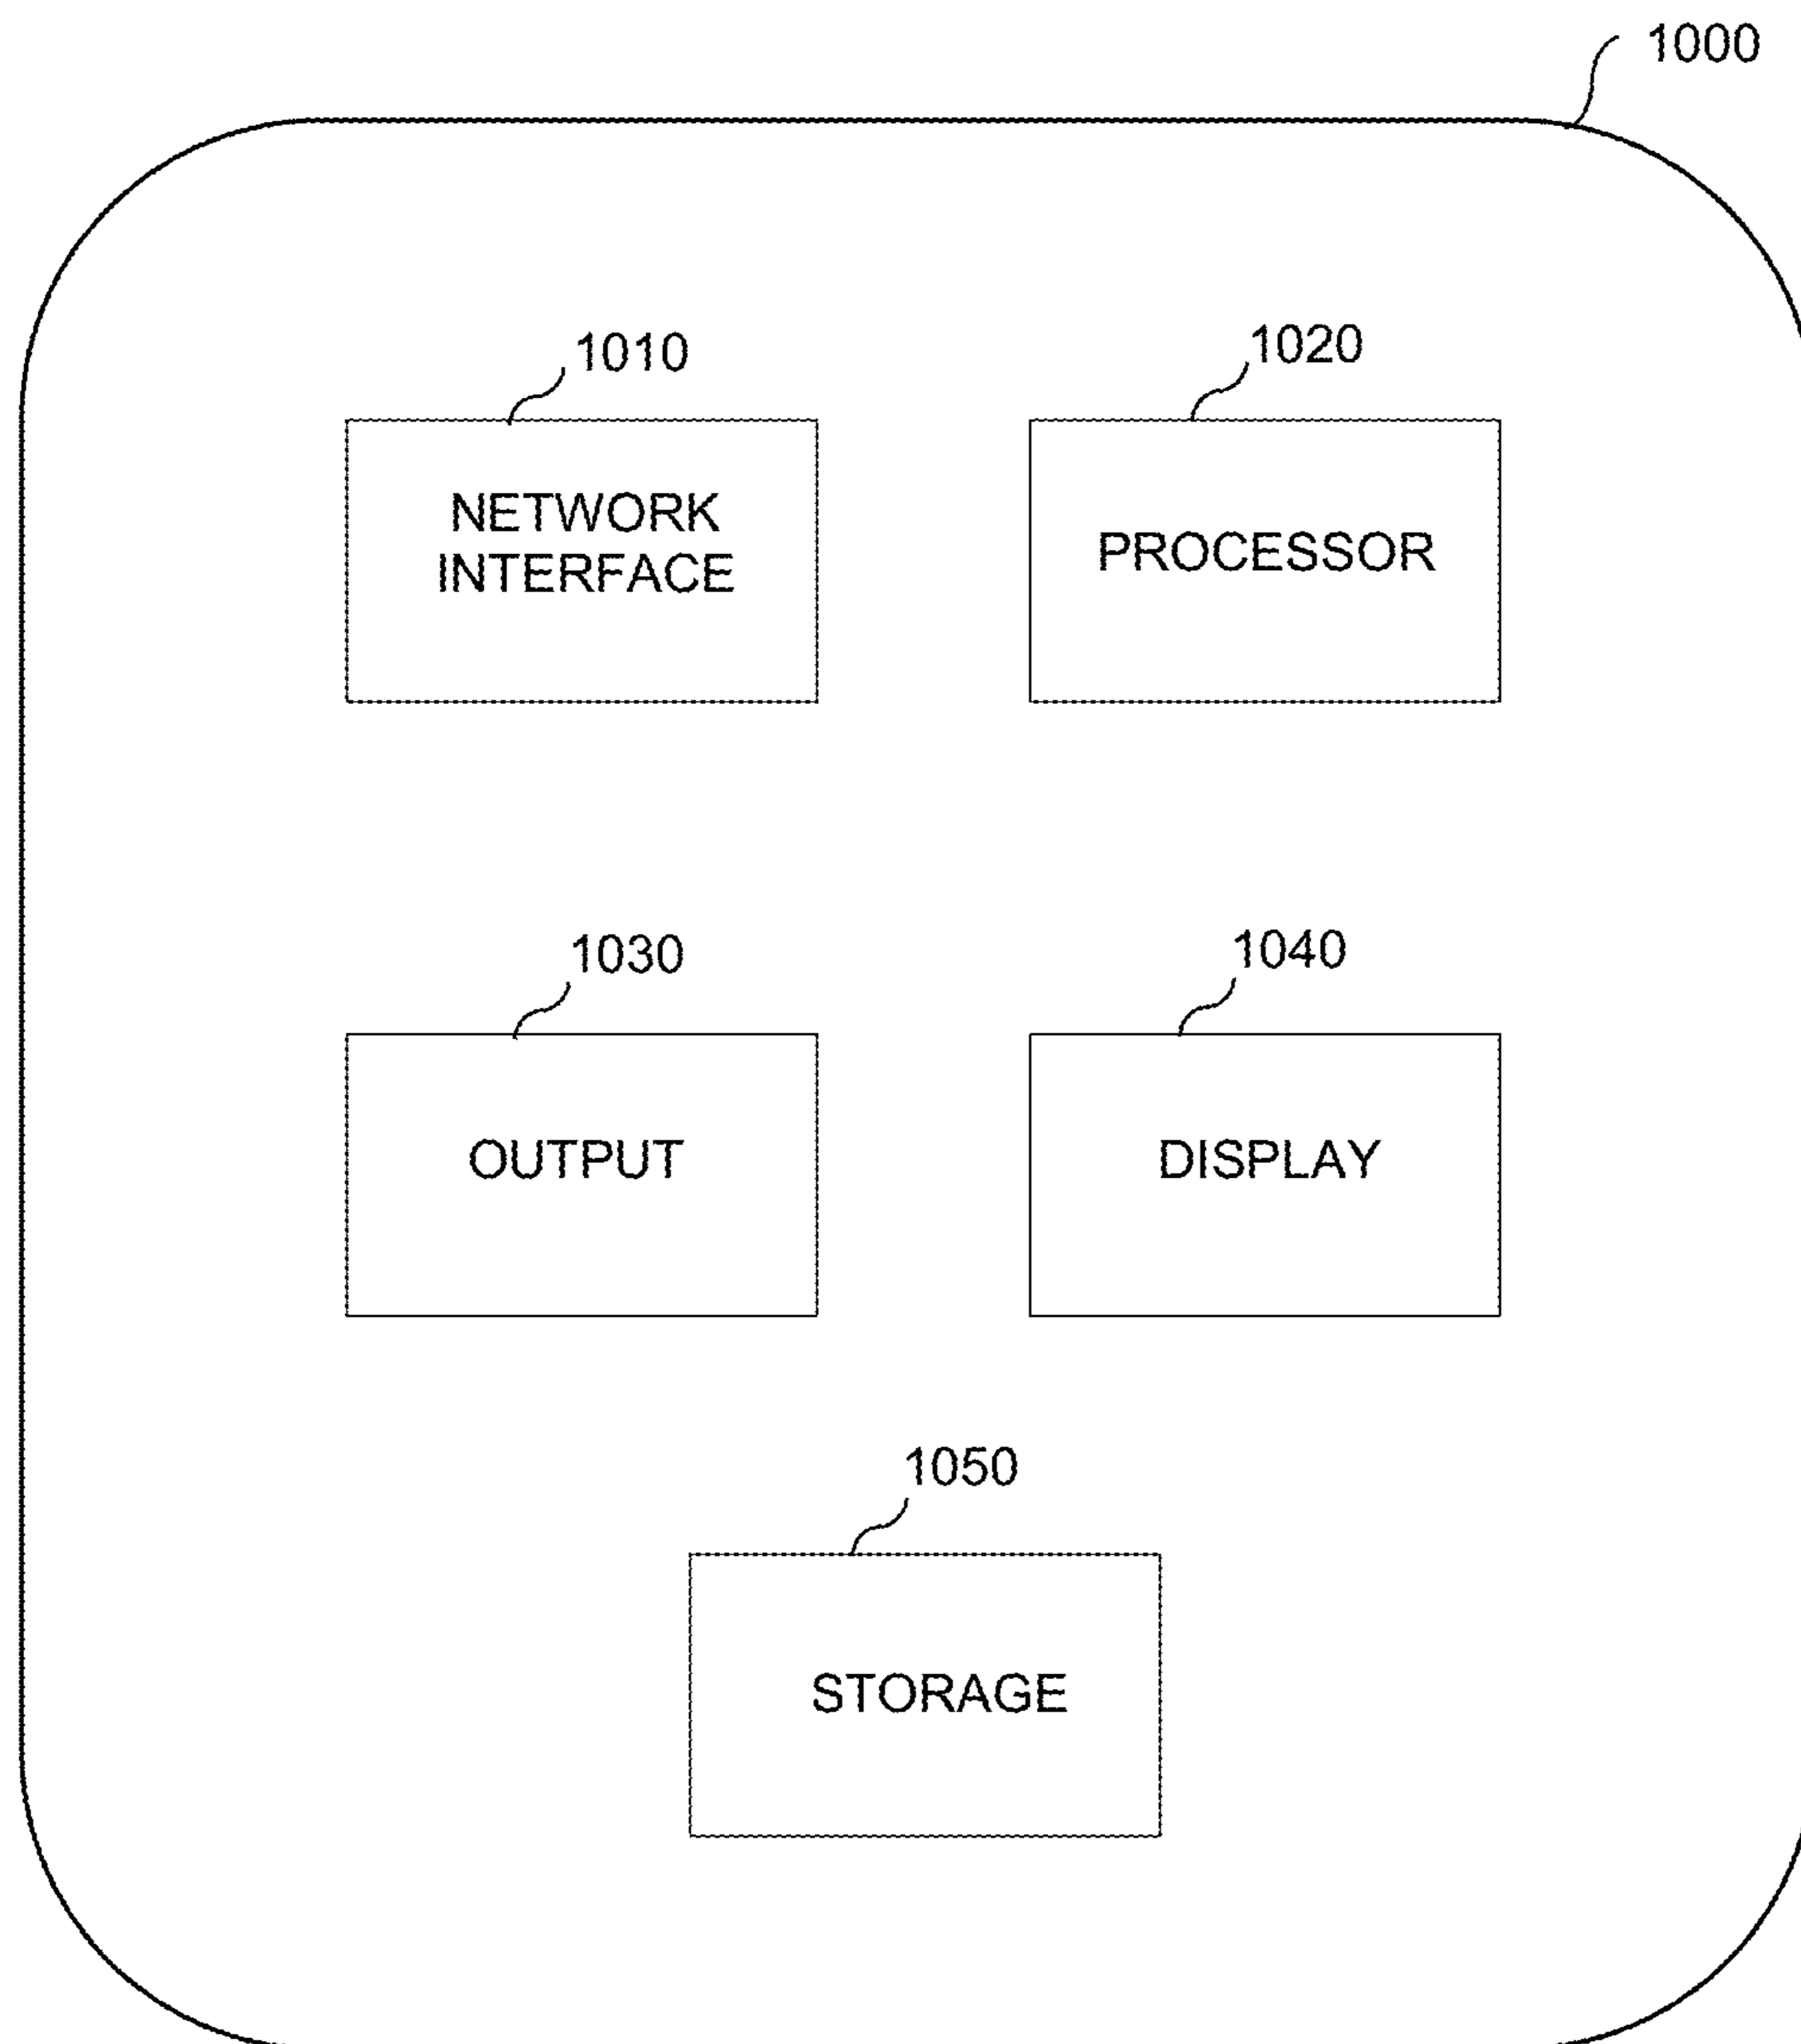 1000
1010
1020
NETWORK
INTERFACE
PROCESSOR
1030
1040
OUTPUT
DISPLAY
1050
STORAGE